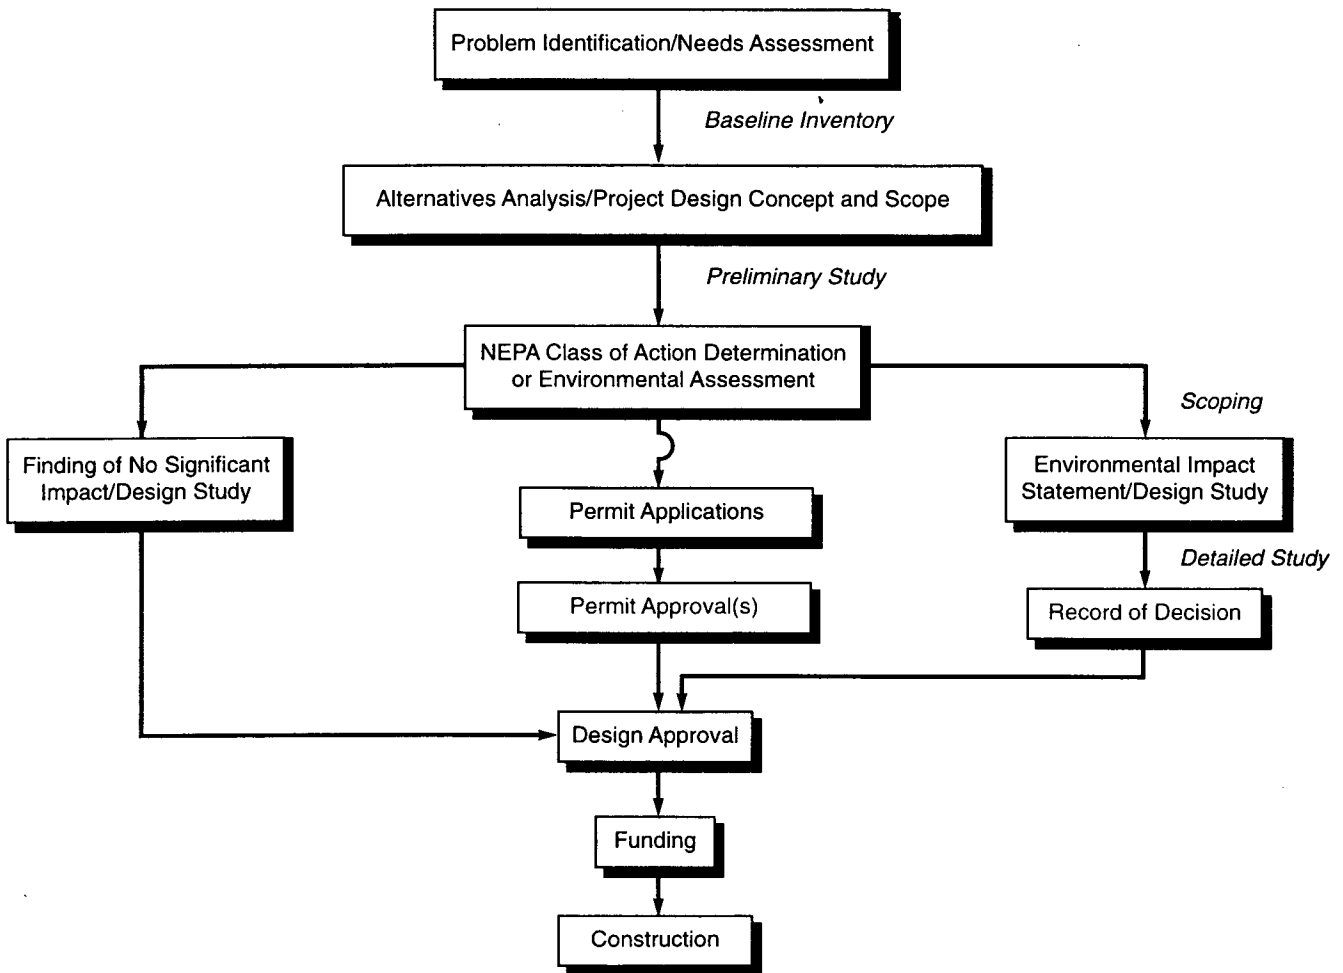 Problem Identification/Needs Assessment
Baseline Inventory
Alternatives Analysis/Project Design Concept and Scope
Preliminary Study
NEPA Class of Action Determination
or Environmental Assessment
Scoping
Finding of No Significant
Impact/Design Study
Environmental Impact
Statement/Design Study
Permit Applications
Detailed Study
Permit Approval(s)
Record of Decision
Design Approval
Funding
Construction